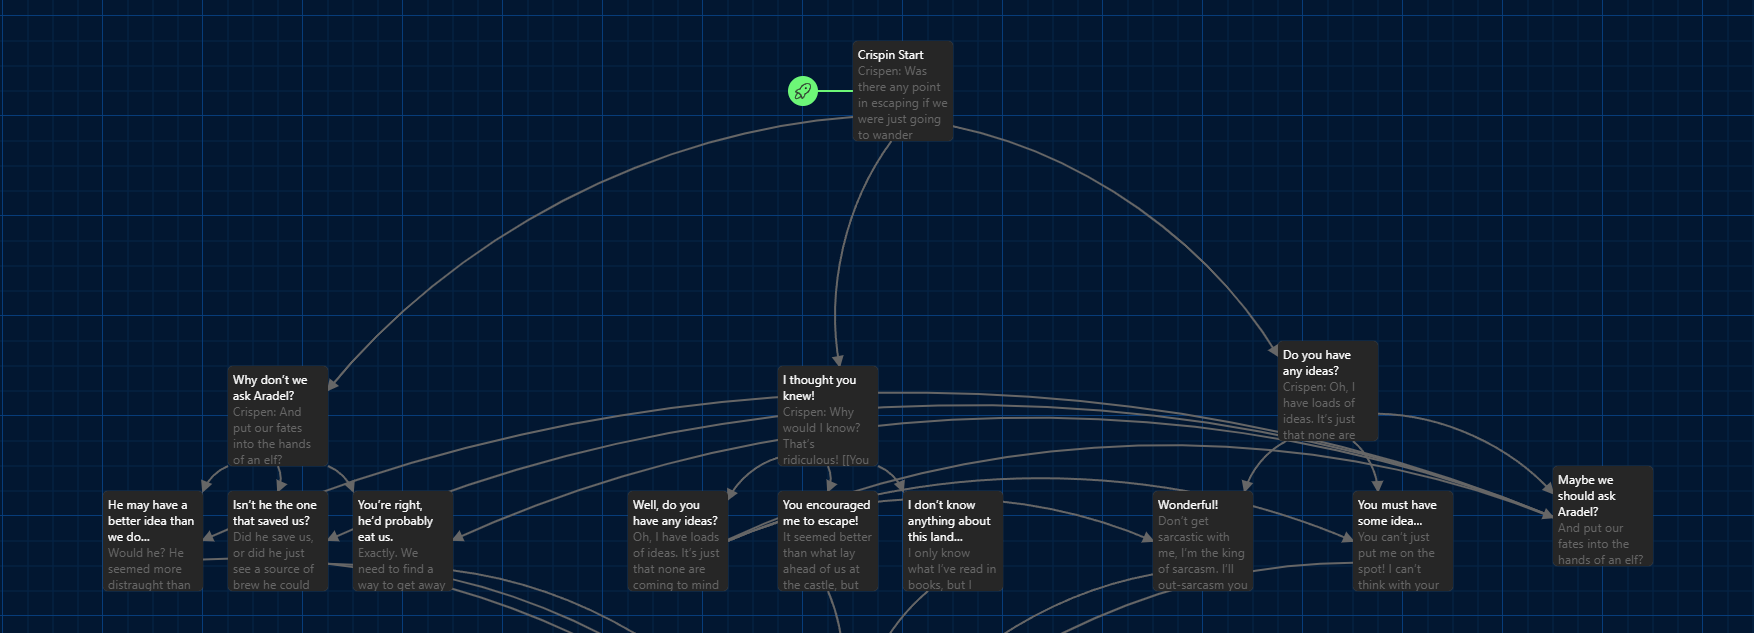 Crispin Start
Crispen: Was
there any point
in escaping if we
were just going
to wander
Why don't we
ask Aradel?
Crispen: And
put our fates
into the hands
of an elf?
I thought you
knew!
Crispen: Why
would I know?
That's
ridiculous! [[You
Do you have
any ideas?
Crispen: Oh, I
have loads of
ideas. It's just
that none are
He may have a
better idea than
we do...
Would he? He
seemed more
distraught than
Isn't he the one
that saved us?
Did he save us,
or did he just
see a source of
brew he could
You're right,
he'd probably
eat us.
Exactly. We
need to find a
way to get away
Well, do you
have any ideas?
Oh, I have loads
of ideas. It's just
that none are
coming to mind
You encouraged
me to escape!
It seemed better
than what lay
ahead of us at
the castle, but
I don't know
anything about
this land...
I only know
what I've read in
books, but I
Wonderful!
Don't get
sarcastic with
me, I'm the king
of sarcasm. I'll
out-sarcasm you
You must have
some idea...
You can't just
put me on the
spot! I can't
think with your
Maybe we
should ask
Aradel?
And put our
fates into the
hands of an elf?